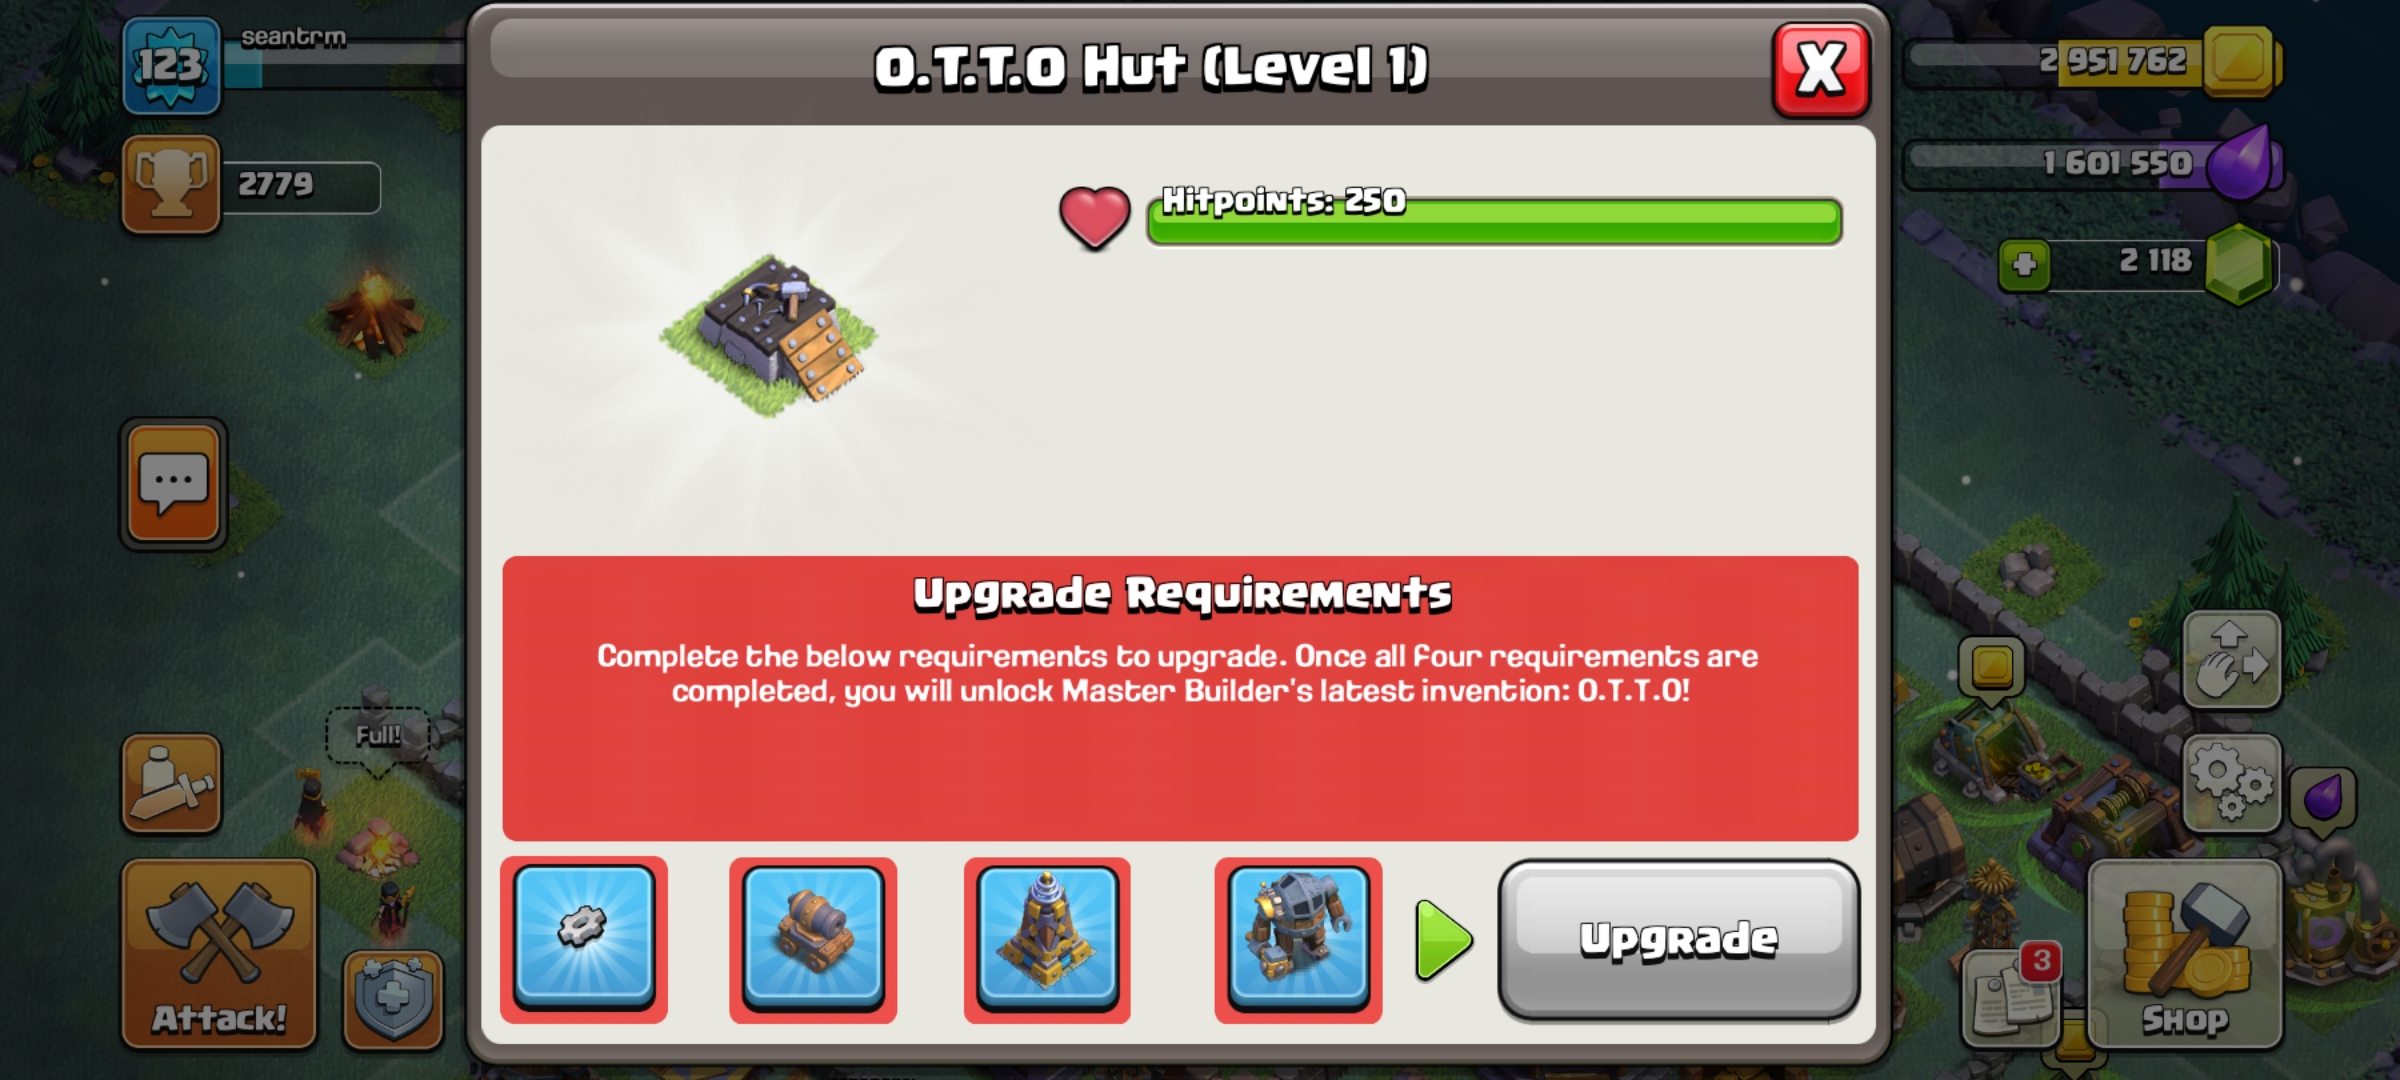 123
seantrm
O.T.T.O Hut (Level 1)
X
2 951 762
2779
1 601 550
Hitpoints: 250
2 118
Upgrade Requirements
Complete the below requirements to upgrade. Once all four requirements are
completed, you will unlock Master Builder's latest invention: O.T.T.O!
Full!
Upgrade
3
Attack!
Shop